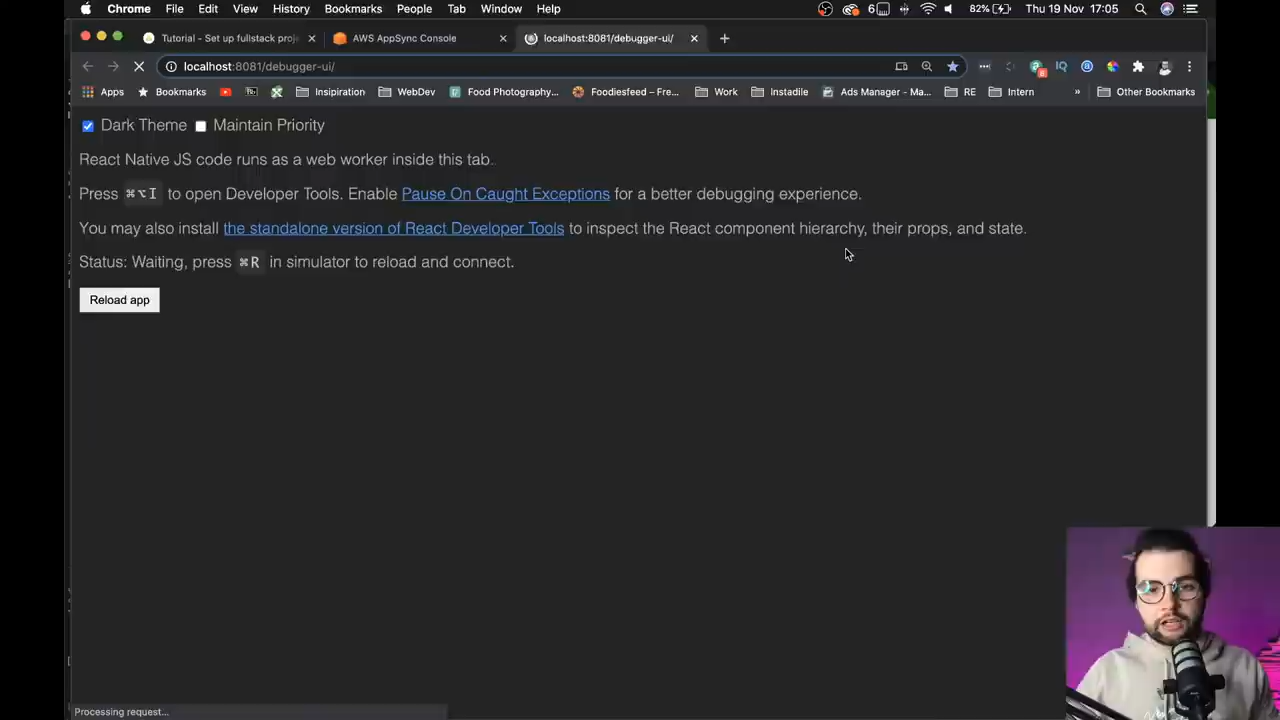 Chrome File Edit View History Bookmarks People Tab Window Help 6 82% Thu 19 Nov 17:05
Tutorial - Set up fullstack proje AWS AppSync Console localhost:8081/debugger-ui/
localhost:8081/debugger-ui/
Apps Bookmarks Insipiration WebDev Food Photography... Foodiesfeed – Fre... Work Instadile Ads Manager - Ma... RE Intern » Other Bookmarks
Dark Theme Maintain Priority
React Native JS code runs as a web worker inside this tab.
Press ⌘⌥I to open Developer Tools. Enable Pause On Caught Exceptions for a better debugging experience.
You may also install the standalone version of React Developer Tools to inspect the React component hierarchy, their props, and state.
Status: Waiting, press ⌘R in simulator to reload and connect.
Reload app
Processing request...